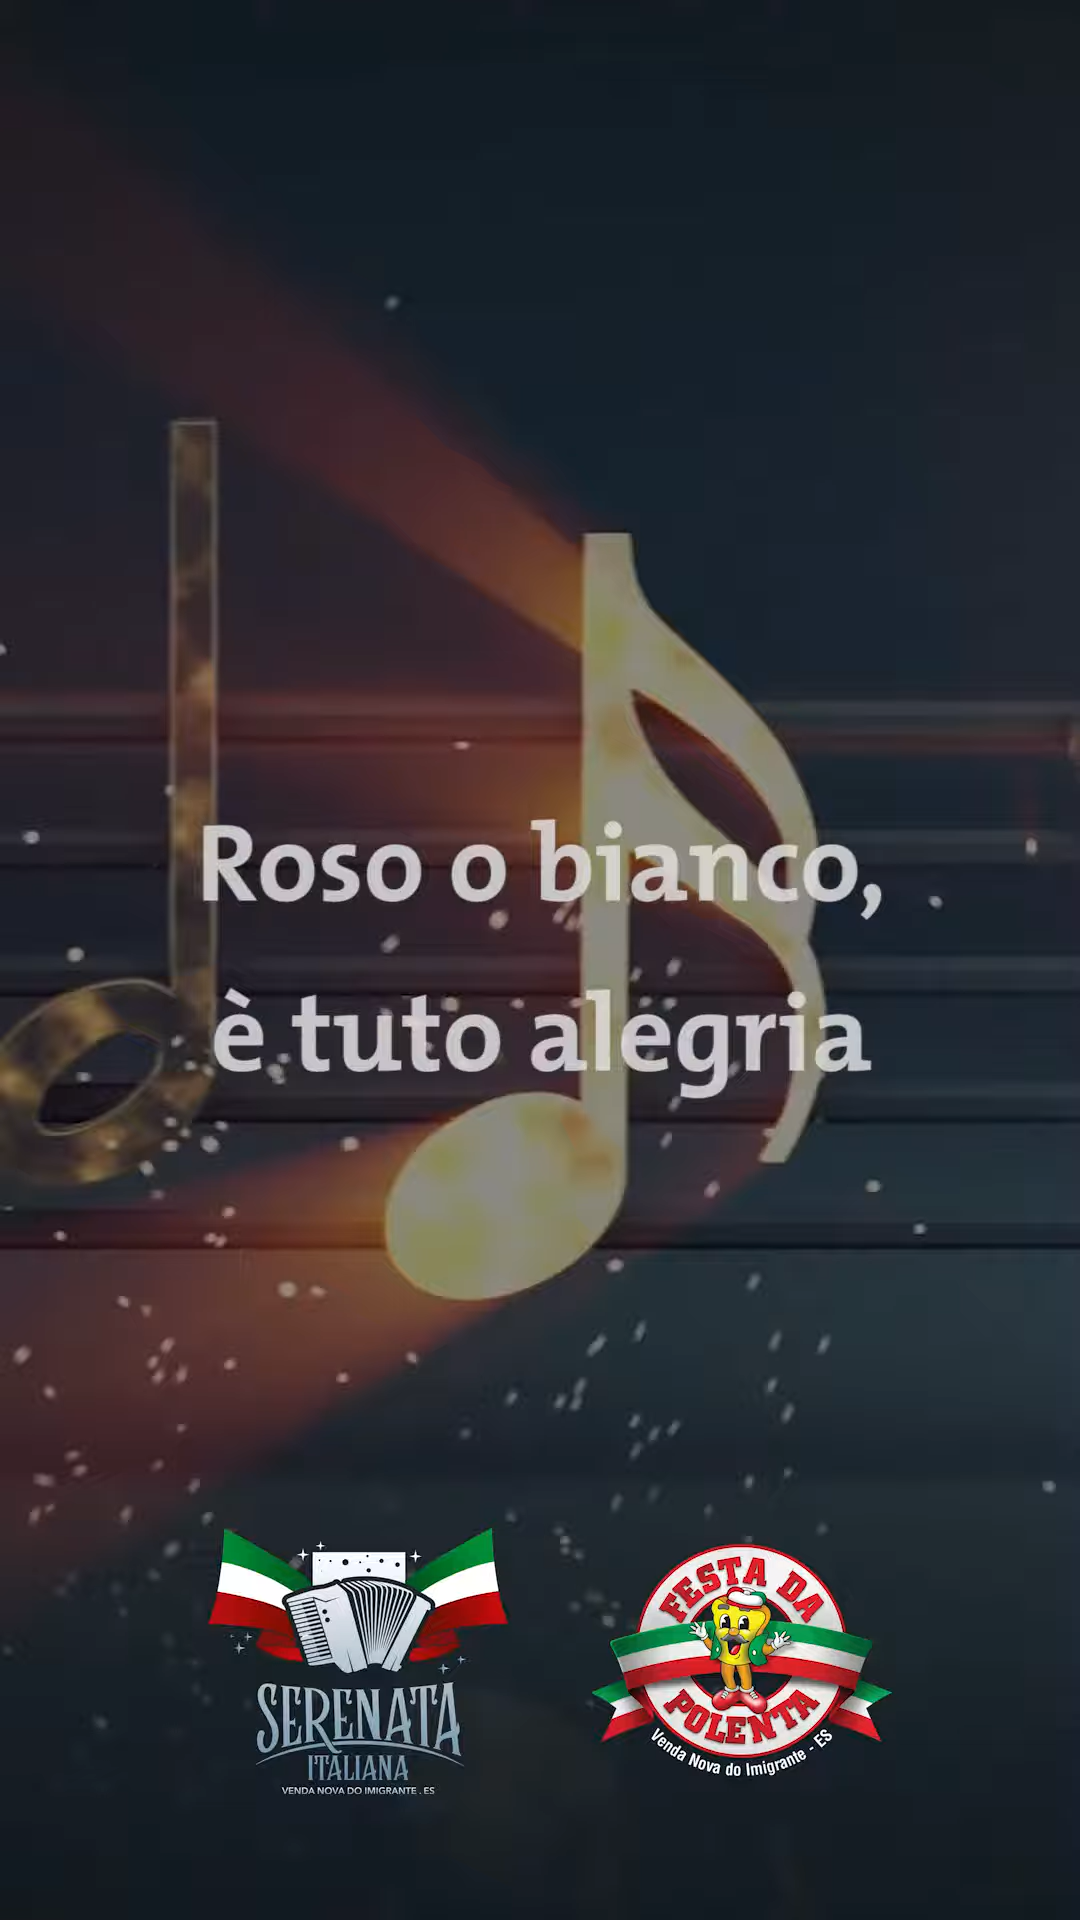 Roso o bianco,
è tuto alegria
SERENATA
ITALIANA
VENDA NOVA DO IMIGRANTE . ES
FESTA DA
POLENTA
Venda Nova do Imigrante - ES